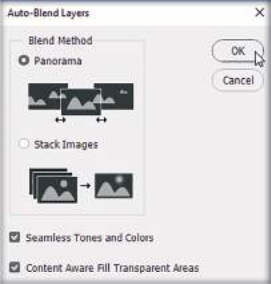 Auto-Blend Layers
Blend Method
Panorama
OK
Cancel
Stack Images
Seamless Tones and Colors
Content Aware Fill Transparent Areas